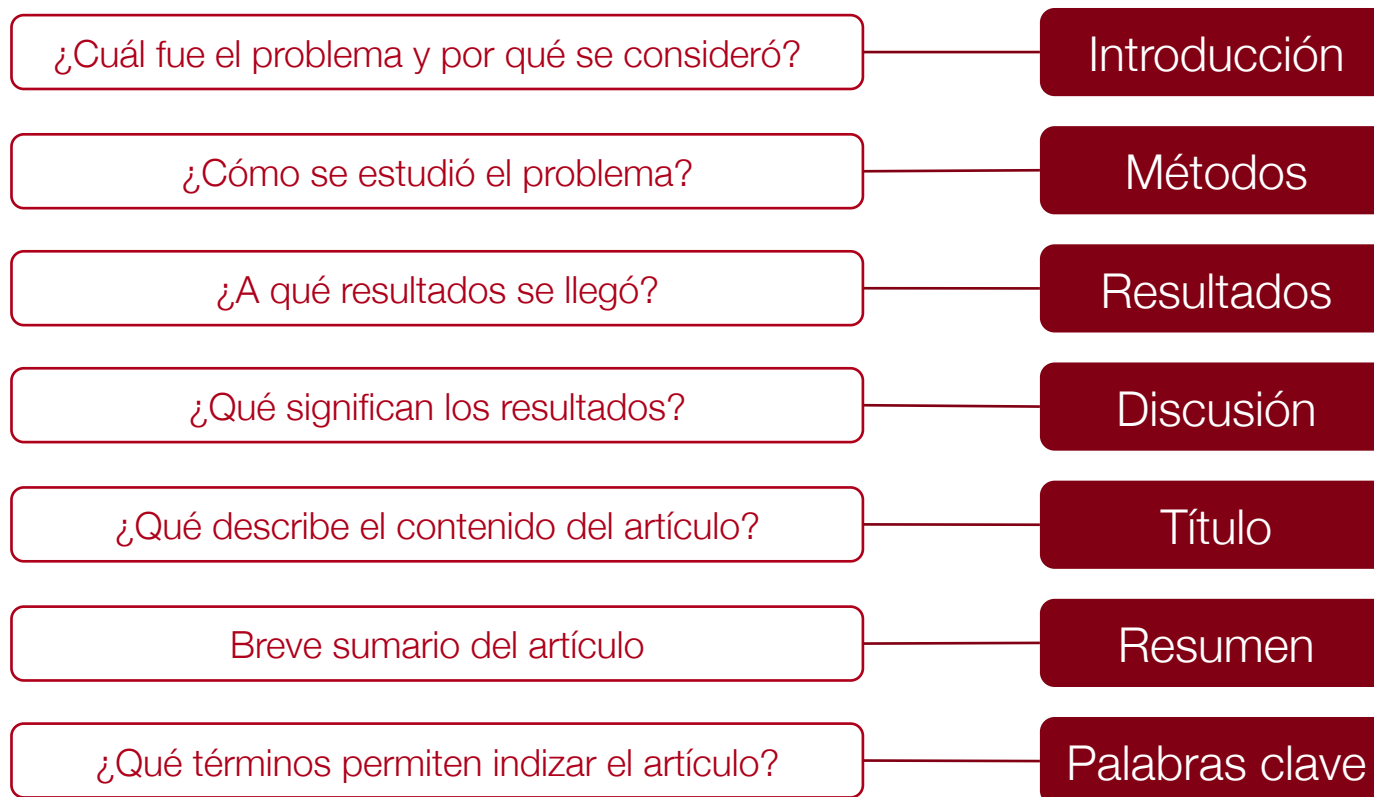 ¿Cuál fue el problema y por qué se consideró?
Introducción
¿Cómo se estudió el problema?
Métodos
¿A qué resultados se llegó?
Resultados
¿Qué significan los resultados?
Discusión
¿Qué describe el contenido del artículo?
Título
Breve sumario del artículo
Resumen
¿Qué términos permiten indizar el artículo?
Palabras clave